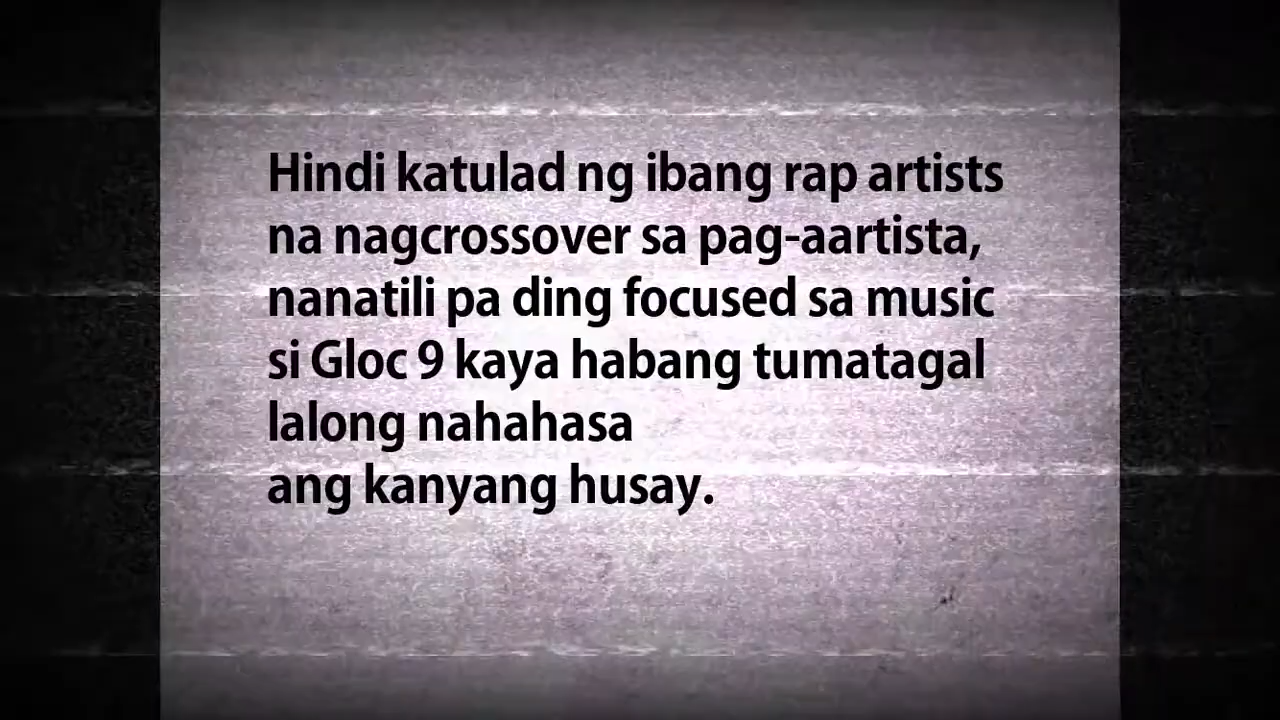 Hindi katulad ng ibang rap artists
na nagcrossover sa pag-aartista,
nanatili pa ding focused sa music
si Gloc 9 kaya habang tumatagal
lalong nahahasa
ang kanyang husay.